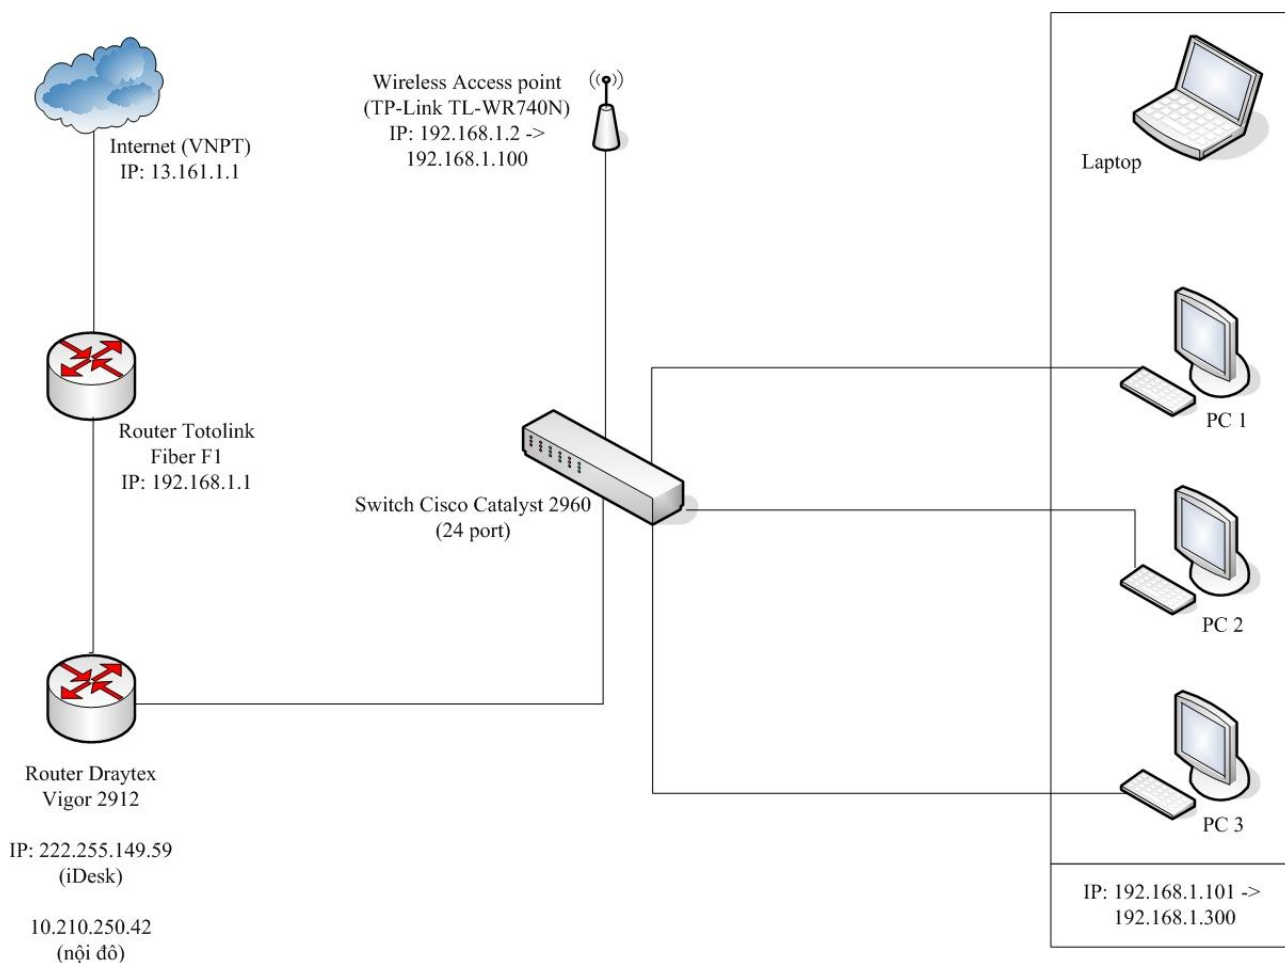 Internet (VNPT)
IP: 13.161.1.1
Wireless Access point
(TP-Link TL-WR740N)
IP: 192.168.1.2 ->
192.168.1.100
Laptop
Router Totolink
Fiber F1
IP: 192.168.1.1
PC 1
Switch Cisco Catalyst 2960
(24 port)
PC 2
Router Draytex
Vigor 2912
IP: 222.255.149.59
(iDesk)
10.210.250.42
(nội đô)
PC 3
IP: 192.168.1.101 ->
192.168.1.300